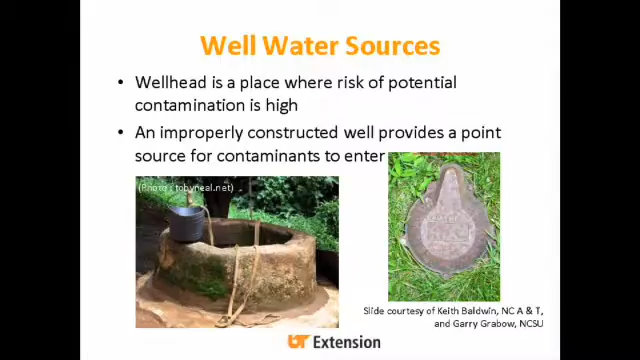 Well Water Sources
• Wellhead is a place where risk of potential
contamination is high
• An improperly constructed well provides a point
source for contaminants to enter
(Photo : tobyneal.net)
Slide courtesy of Keith Baldwin, NC A & T,
and Garry Grabow, NCSU
UT Extension